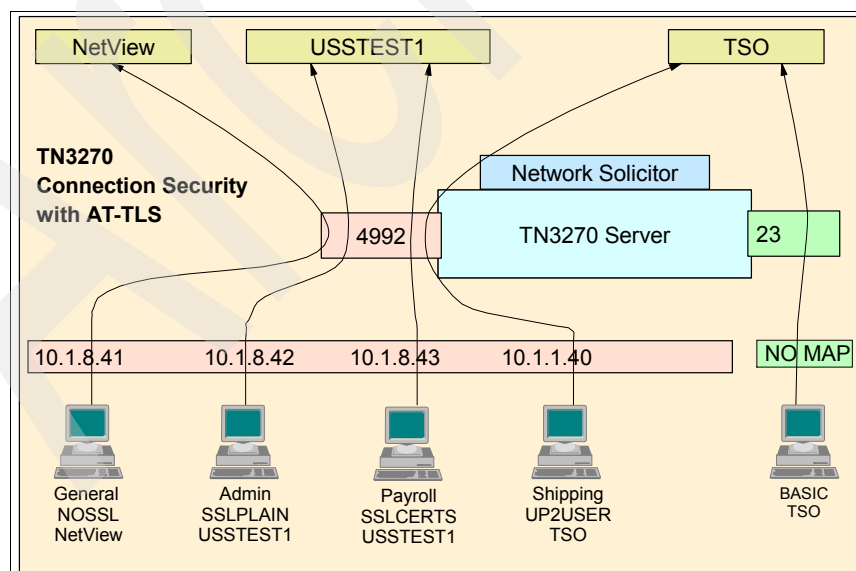 NetView
USSTEST1
TSO
TN3270
Connection Security
with AT-TLS
Network Solicitor
4992
TN3270 Server
23
10.1.8.41
10.1.8.42
10.1.8.43
10.1.1.40
NO MAP
General
NOSSL
NetView
Admin
SSLPLAIN
USSTEST1
Payroll
SSLCERTS
USSTEST1
Shipping
UP2USER
TSO
BASIC
TSO